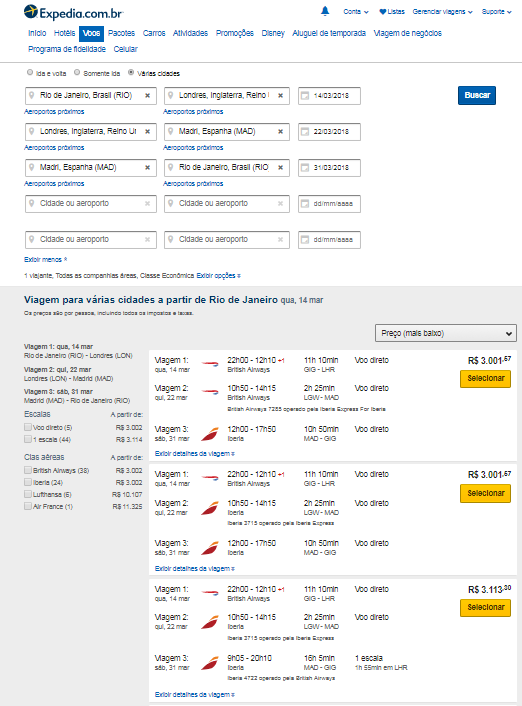 Expedia.com.br
Conta Listas Gerenciar viagens Suporte
Início Hotéis Voos Pacotes Carros Atividades Promoções Disney Aluguel de temporada Viagem de negócios
Programa de fidelidade Celular
Ida e volta Somente ida Várias cidades
Rio de Janeiro, Brasil (RIO) Londres, Inglaterra, Reino 14/03/2018 Buscar
Aeroportos próximos Aeroportos próximos
Londres, Inglaterra, Reino Un Madri, Espanha (MAD) 22/03/2018
Aeroportos próximos Aeroportos próximos
Madri, Espanha (MAD) Rio de Janeiro, Brasil (RIO) 31/03/2018
Aeroportos próximos Aeroportos próximos
Cidade ou aeroporto Cidade ou aeroporto dd/mm/aaaa
Cidade ou aeroporto Cidade ou aeroporto dd/mm/aaaa
Exibir menos
1 viajante, Todas as companhias áreas, Classe Econômica Exibir opções
Viagem para várias cidades a partir de Rio de Janeiro qua, 14 mar
Os preços são por pessoa, incluindo todos os impostos e taxas.
Preço (mais baixo)
Viagem 1: qua, 14 mar
Rio de Janeiro (RIO) - Londres (LON)
Viagem 2: qui, 22 mar
Londres (LON) - Madrid (MAD)
Viagem 3: sáb, 31 mar
Madrid (MAD) - Rio de Janeiro (RIO)
Escalas A partir de:
Voo direto (5) R$ 3.002
1 escala (44) R$ 3.114
Cias aéreas A partir de:
British Airways (38) R$ 3.002
Iberia (24) R$ 3.002
Lufthansa (6) R$ 10.107
Air France (1) R$ 11.325
Viagem 1: 22h00 - 12h10 +1 11h 10min Voo direto R$ 3.001,57
qua, 14 mar British Airways GIG - LHR Selecionar
Viagem 2: 10h50 - 14h15 2h 25min Voo direto
qui, 22 mar British Airways LGW - MAD
British Airways 7255 operado pela Iberia Express For Iberia
Viagem 3: 12h00 - 17h50 10h 50min Voo direto
sáb, 31 mar Iberia MAD - GIG
Exibir detalhes da viagem
Viagem 1: 22h00 - 12h10 +1 11h 10min Voo direto R$ 3.001,57
qua, 14 mar British Airways GIG - LHR Selecionar
Viagem 2: 10h50 - 14h15 2h 25min Voo direto
qui, 22 mar Iberia LGW - MAD
Iberia 3715 operado pela Iberia Express
Viagem 3: 12h00 - 17h50 10h 50min Voo direto
sáb, 31 mar Iberia MAD - GIG
Exibir detalhes da viagem
Viagem 1: 22h00 - 12h10 +1 11h 10min Voo direto R$ 3.113,30
qua, 14 mar British Airways GIG - LHR Selecionar
Viagem 2: 10h50 - 14h15 2h 25min Voo direto
qui, 22 mar Iberia LGW - MAD
Iberia 3715 operado pela Iberia Express
Viagem 3: 9h05 - 20h10 16h 5min 1 escala
sáb, 31 mar Iberia MAD - GIG 1h 55min em LHR
Iberia 4722 operado pela British Airways
Exibir detalhes da viagem